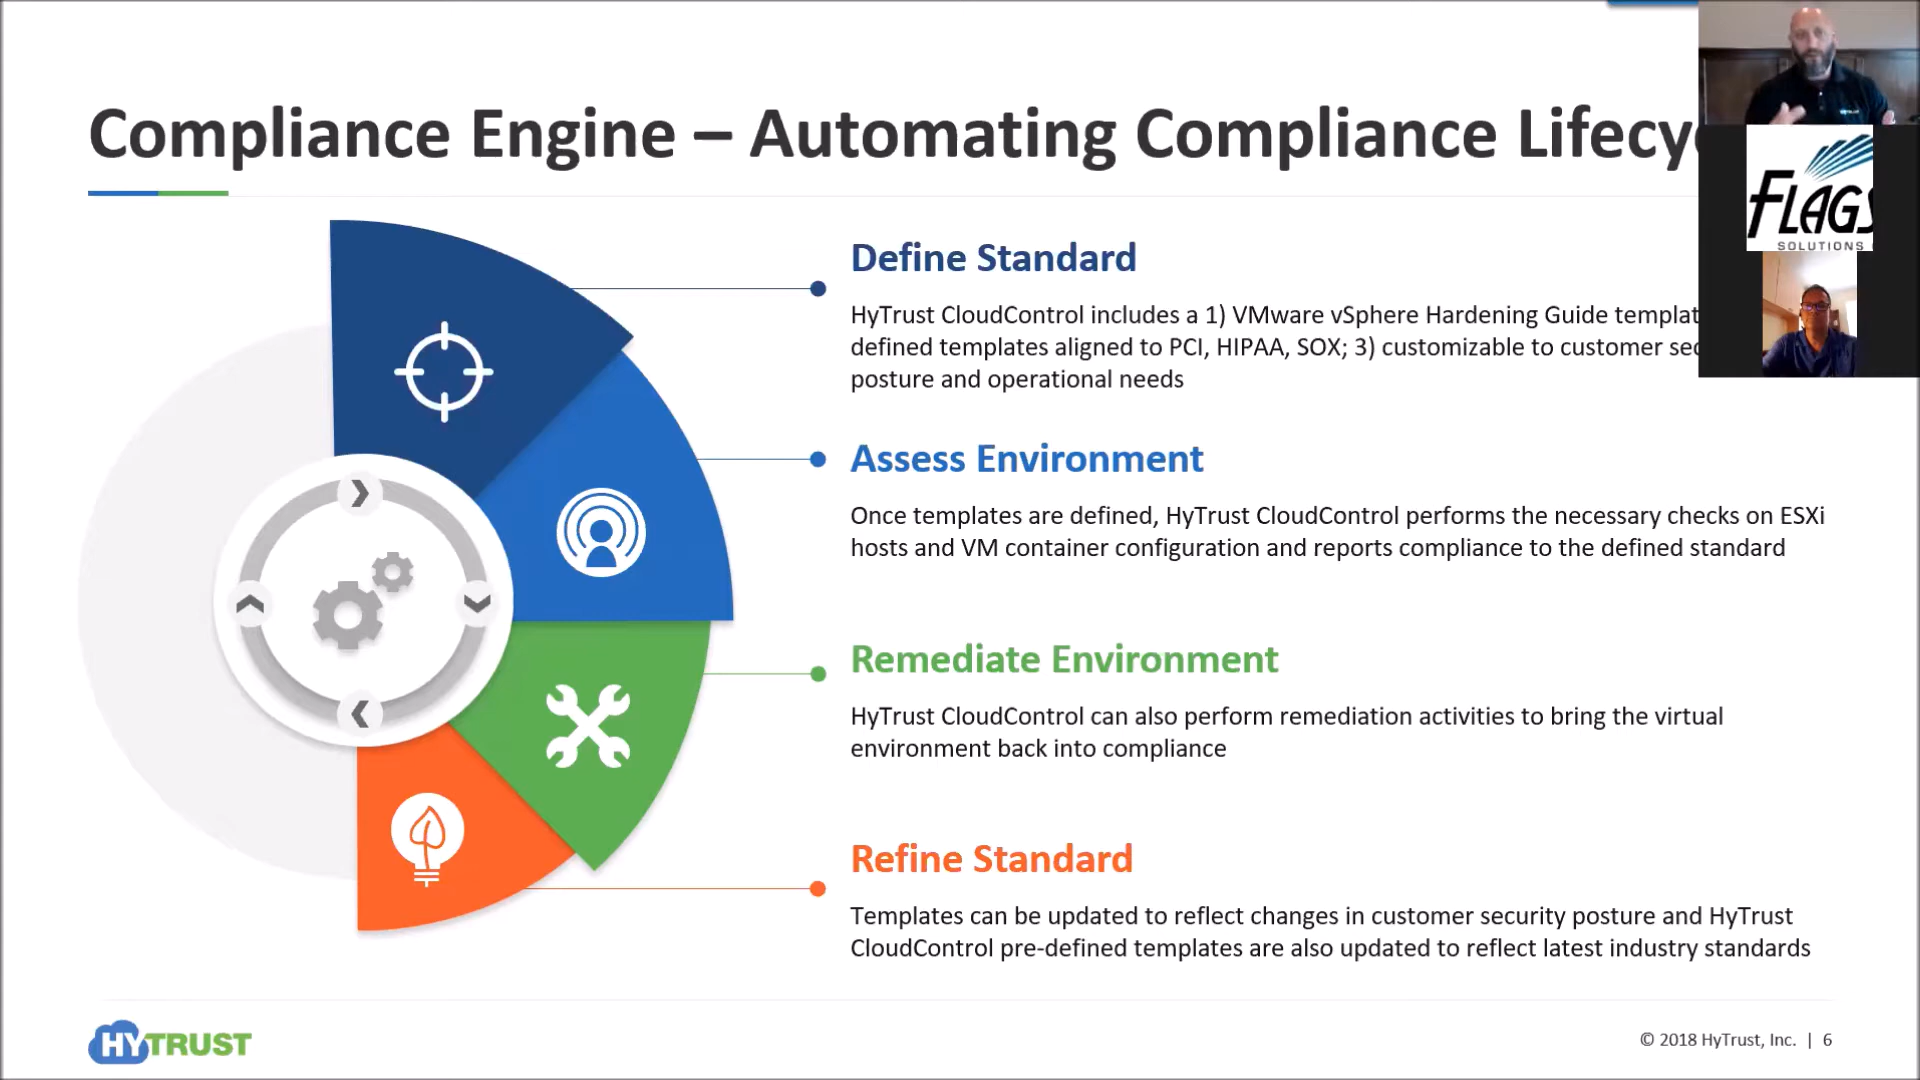 Compliance Engine – Automating Compliance Lifecy
FLAGS
SOLUTIONS
Define Standard
HyTrust CloudControl includes a 1) VMware vSphere Hardening Guide templat
defined templates aligned to PCI, HIPAA, SOX; 3) customizable to customer sec
posture and operational needs
Assess Environment
Once templates are defined, HyTrust CloudControl performs the necessary checks on ESXi
hosts and VM container configuration and reports compliance to the defined standard
Remediate Environment
HyTrust CloudControl can also perform remediation activities to bring the virtual
environment back into compliance
Refine Standard
Templates can be updated to reflect changes in customer security posture and HyTrust
CloudControl pre-defined templates are also updated to reflect latest industry standards
HYTRUST
© 2018 HyTrust, Inc. | 6